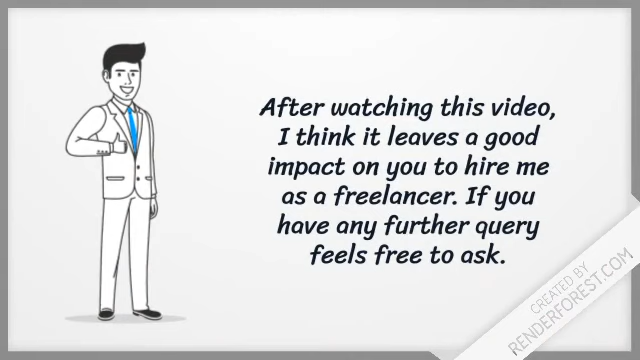 After watching this video,
I think it leaves a good
impact on you to hire me
as a freelancer. If you
have any further query
feels free to ask.
CREATED BY
RENDERFOREST.COM